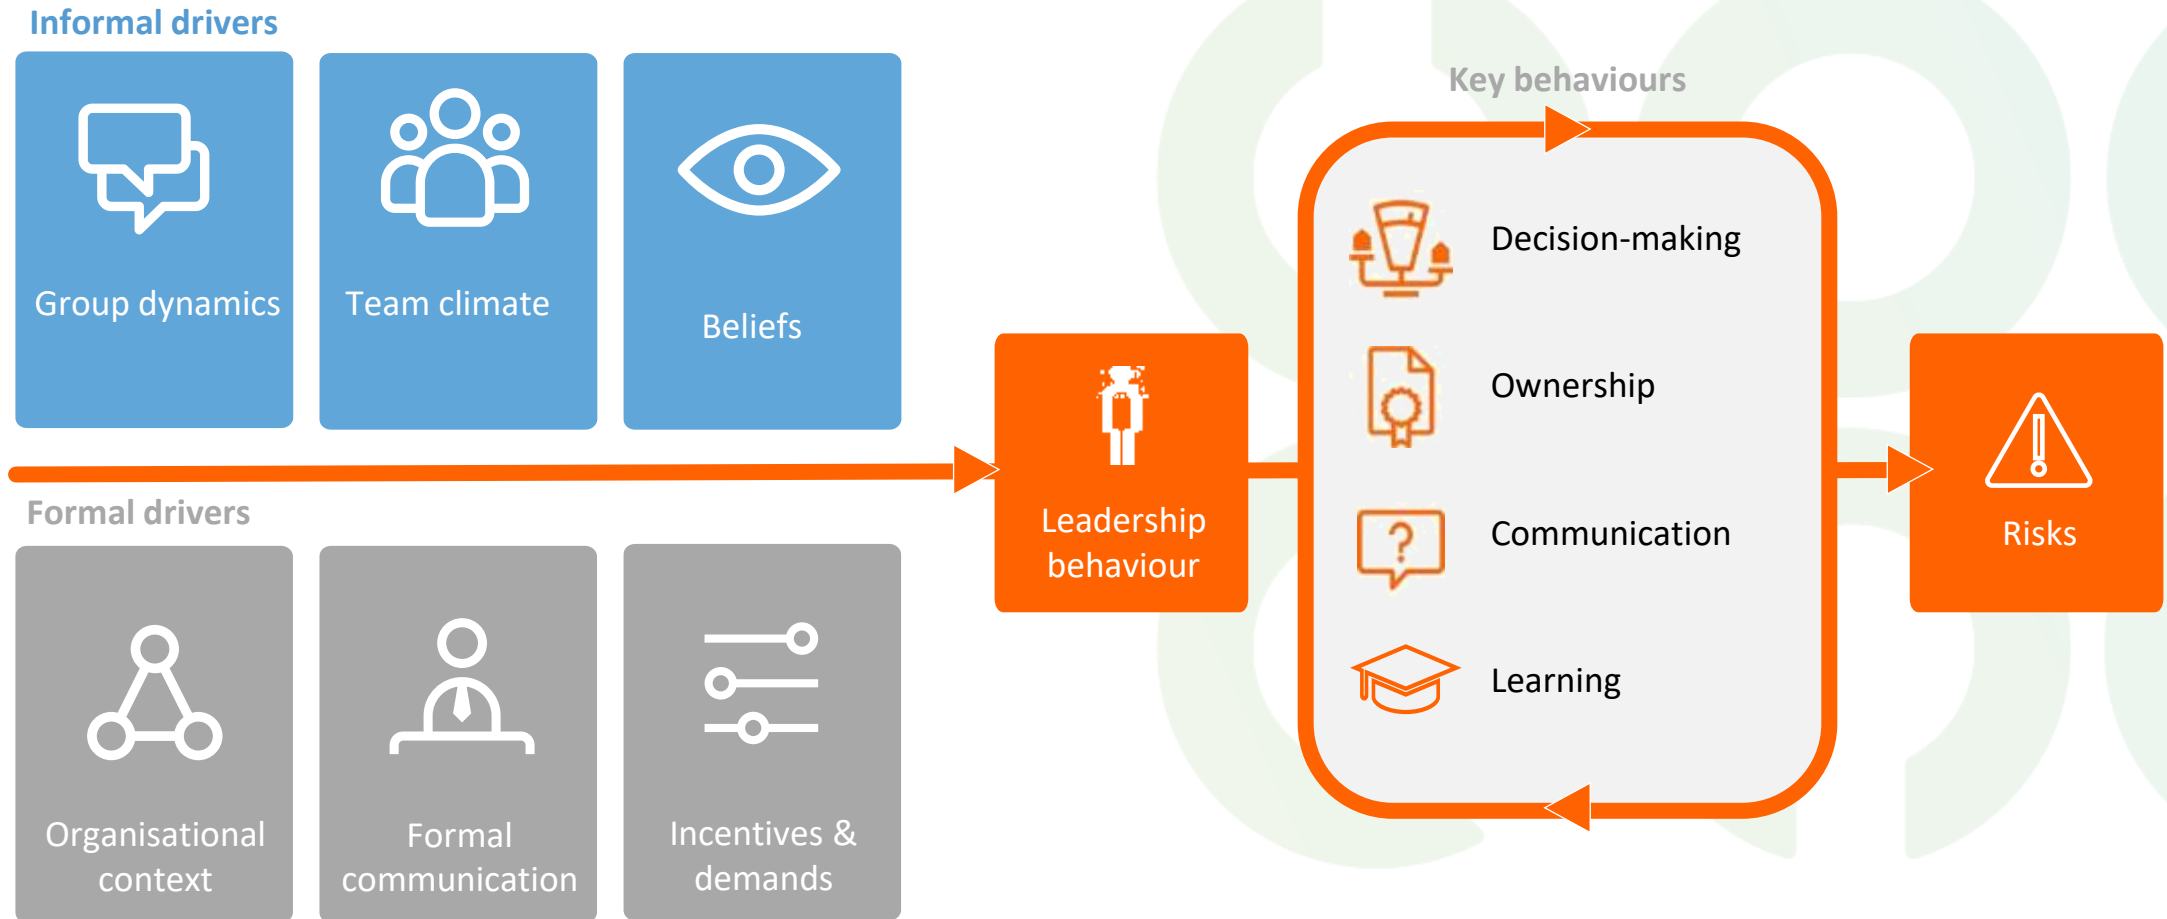 Informal drivers
Group dynamics
Team climate
Beliefs
Formal drivers
Organisational
context
Formal
communication
Incentives &
demands
Leadership
behaviour
Key behaviours
Decision-making
Ownership
?
Communication
Learning
Risks